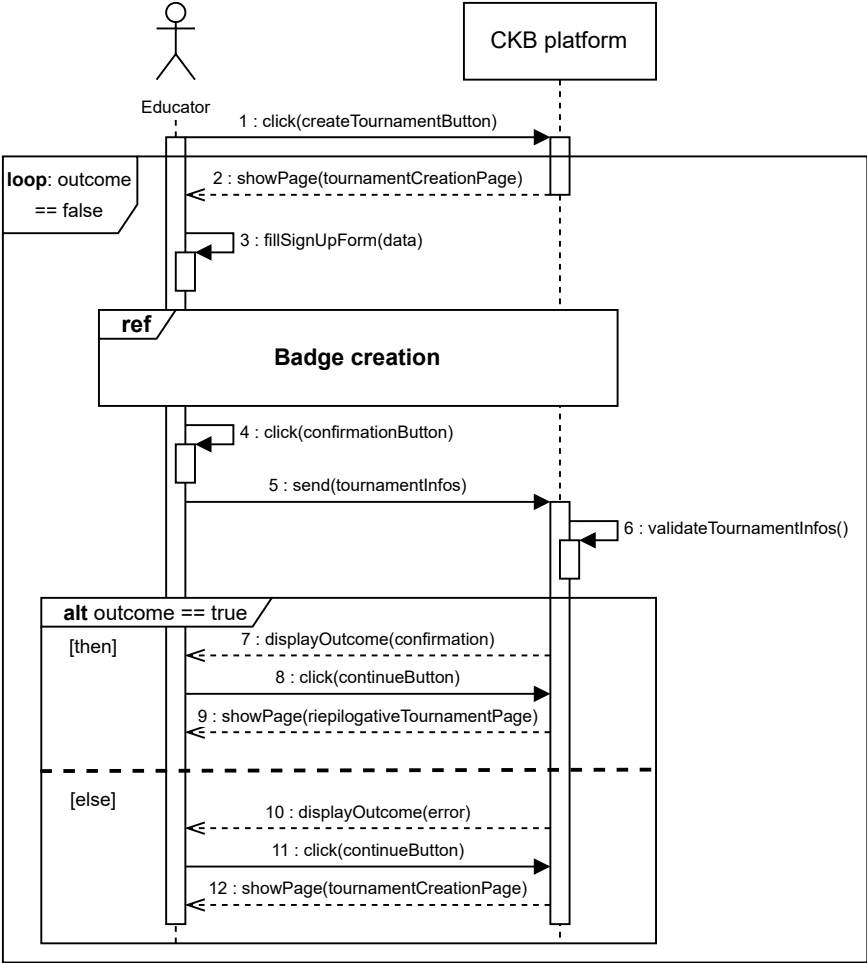 CKB platform
Educator
1 : click(createTournamentButton)
loop: outcome
== false
2 : showPage(tournamentCreationPage)
3 : fillSignUpForm(data)
ref
Badge creation
4 : click(confirmationButton)
5 : send(tournamentInfos)
6 : validateTournamentInfos()
alt outcome == true
[then]
7 : displayOutcome(confirmation)
8 : click(continueButton)
9 : showPage(riepilogativeTournamentPage)
[else]
10 : displayOutcome(error)
11 : click(continueButton)
12 : showPage(tournamentCreationPage)